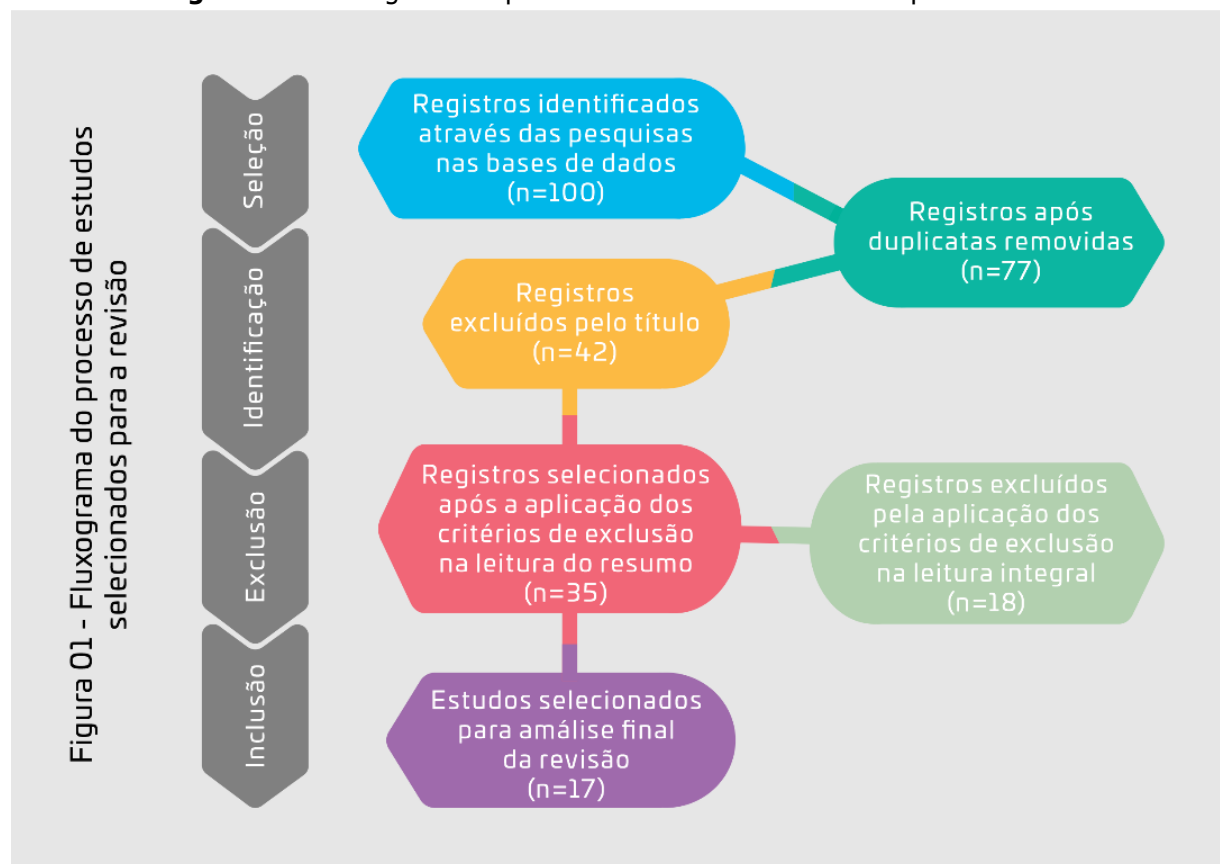 Figura 01 - Fluxograma do processo de estudos
selecionados para a revisão
Seleção
Identificação
Exclusão
Inclusão
Registros identificados
através das pesquisas
nas bases de dados
(n=100)
Registros após
duplicatas removidas
(n=77)
Registros
excluídos pelo título
(n=42)
Registros selecionados
após a aplicação dos
critérios de exclusão
na leitura do resumo
(n=35)
Registros excluídos
pela aplicação dos
critérios de exclusão
na leitura integral
(n=18)
Estudos selecionados
para amálise final
da revisão
(n=17)